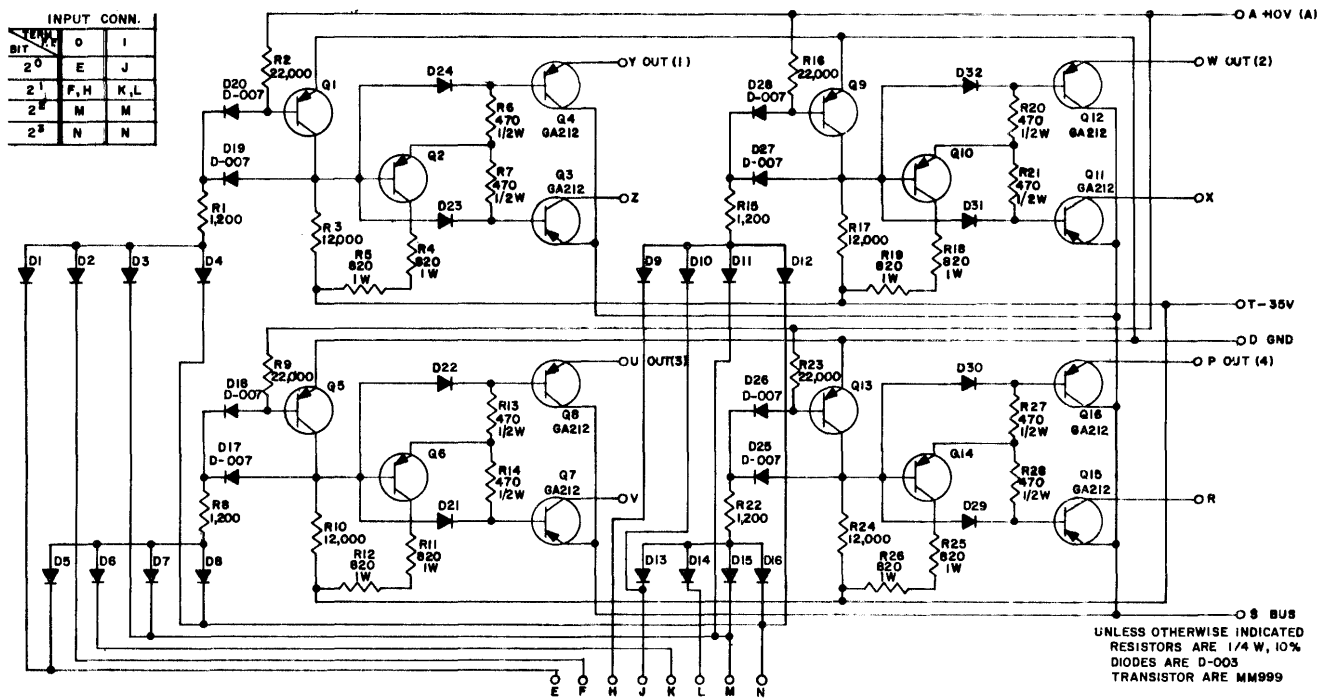 INPUT CONN.
TERM
BIT
0 1
2⁰ E J
2¹ F,H K,L
2² M M
2³ N N
A +10V (A)
R2
22,000
D20
D-007
Q1
D24
Q4
GA212
Y OUT (1)
R6
470
1/2W
D19
D-007
Q2
R7
470
1/2W
Q3
GA212
Z
R1
1,200
R3
12,000
D23
R4
820
1W
R5
820
1W
D1 D2 D3 D4
R16
22,000
D28
D-007
Q9
D32
Q12
GA212
W OUT (2)
R20
470
1/2W
D27
D-007
Q10
R21
470
1/2W
Q11
GA212
X
R15
1,200
R17
12,000
D31
R18
820
1W
R19
820
1W
D9 D10 D11 D12
T-35V
D GND
R9
22,000
D18
D-007
Q5
D22
Q8
GA212
U OUT(3)
R13
470
1/2W
D17
D-007
Q6
R14
470
1/2W
Q7
GA212
V
R8
1,200
R10
12,000
D21
R11
820
1W
R12
820
1W
D5 D6 D7 D8
R23
22,000
D26
D-007
Q13
D30
Q16
GA212
P OUT (4)
R27
470
1/2W
D25
D-007
Q14
R28
470
1/2W
Q15
GA212
R
R22
1,200
R24
12,000
D29
R25
820
1W
R26
820
1W
D13 D14 D15 D16
S BUS
E F H J K L M N
UNLESS OTHERWISE INDICATED
RESISTORS ARE 1/4 W, 10%
DIODES ARE D-003
TRANSISTOR ARE MM999